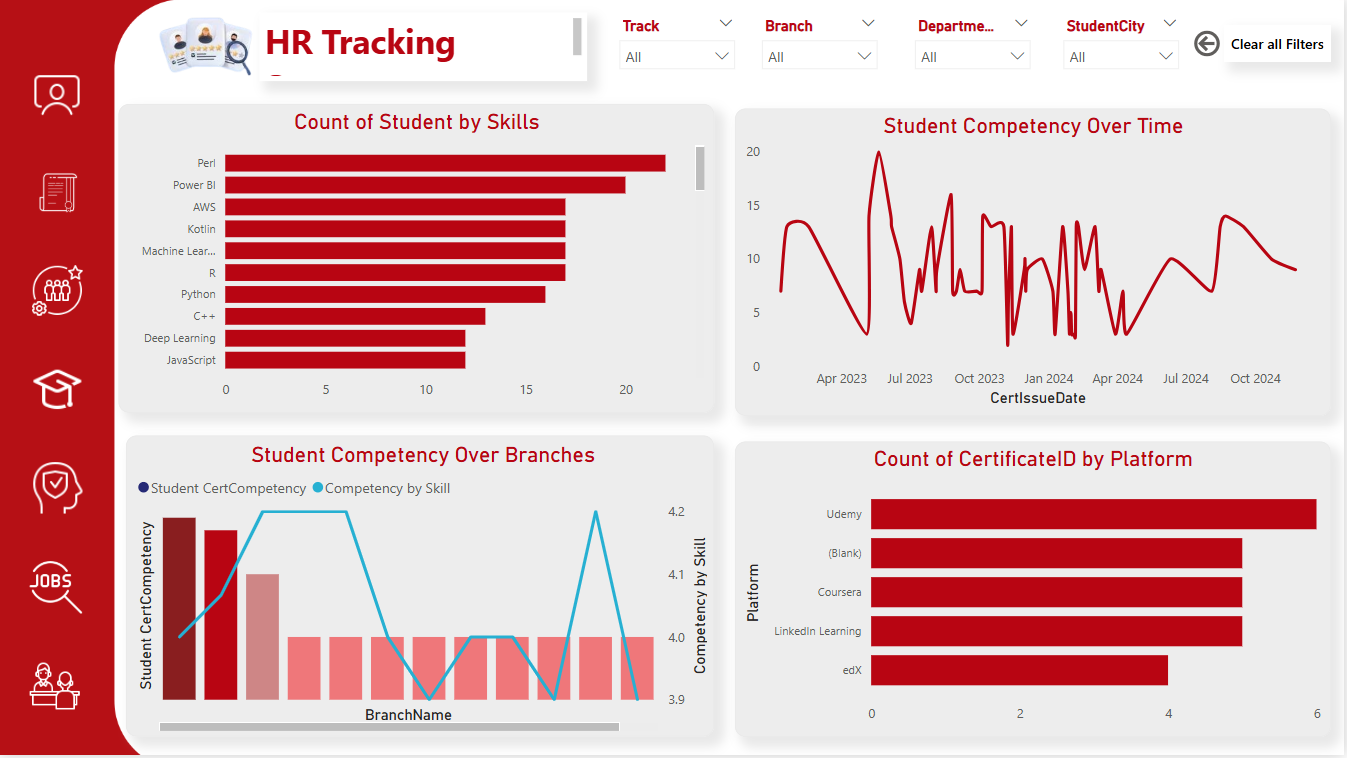 HR Tracking
Track
Branch
Departme...
StudentCity
All
All
All
All
Clear all Filters
Count of Student by Skills
Perl
Power BI
AWS
Kotlin
Machine Lear...
R
Python
C++
Deep Learning
JavaScript
0 5 10 15 20
Student Competency Over Time
20
15
10
5
0
Apr 2023 Jul 2023 Oct 2023 Jan 2024 Apr 2024 Jul 2024 Oct 2024
CertIssueDate
JOBS
Student Competency Over Branches
Student CertCompetency Competency by Skill
Student CertCompetency
4.2
4.1
4.0
3.9
Competency by Skill
BranchName
Count of CertificateID by Platform
Platform
Udemy
(Blank)
Coursera
LinkedIn Learning
edX
0 2 4 6